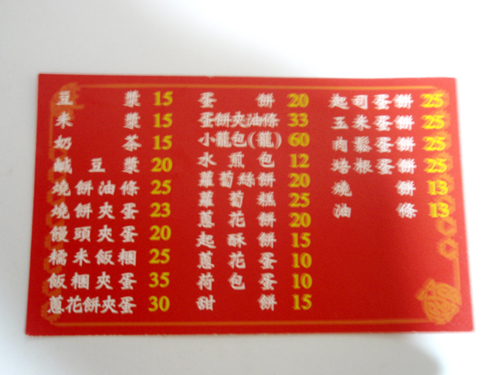 豆漿 15
米漿 15
奶茶 15
鹹豆漿 20
燒餅油條 25
燒餅夾蛋 23
饅頭夾蛋 20
糯米飯糰 25
飯糰夾蛋 35
蔥花餅夾蛋 30
蛋餅 20
蛋餅夾油條 33
小籠包(籠) 60
水煎包 12
蘿蔔絲餅 20
蘿蔔糕 25
蔥花餅 20
起酥餅 15
蔥花蛋 10
荷包蛋 10
甜餅 15
起司蛋餅 25
玉米蛋餅 25
肉鬆蛋餅 25
培根蛋餅 25
燒餅 13
油條 13